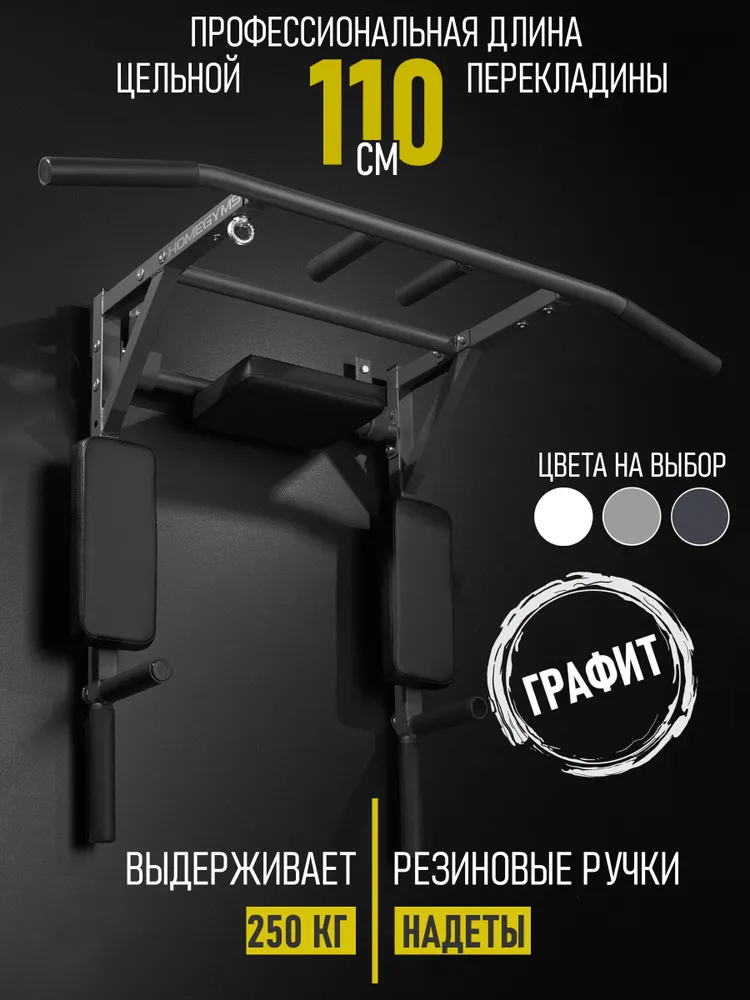 ПРОФЕССИОНАЛЬНАЯ ДЛИНА
ЦЕЛЬНОЙ 110 СМ ПЕРЕКЛАДИНЫ
HOMEGYMS
ЦВЕТА НА ВЫБОР
ГРАФИТ
ВЫДЕРЖИВАЕТ
250 КГ
РЕЗИНОВЫЕ РУЧКИ
НАДЕТЫ